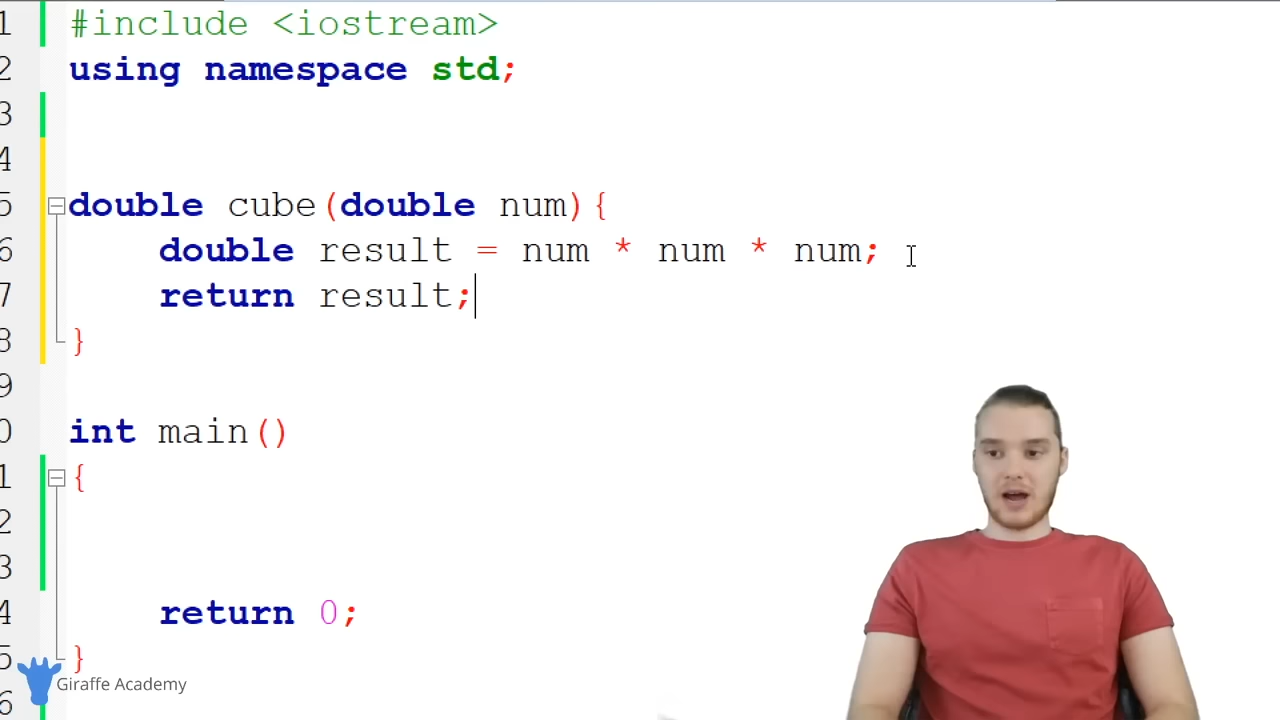 1 #include <iostream>
2 using namespace std;
3
4
5 double cube(double num){
6 double result = num * num * num;
7 return result;
8 }
9
0 int main()
1 {
2
3
4 return 0;
5 }
6
Giraffe Academy